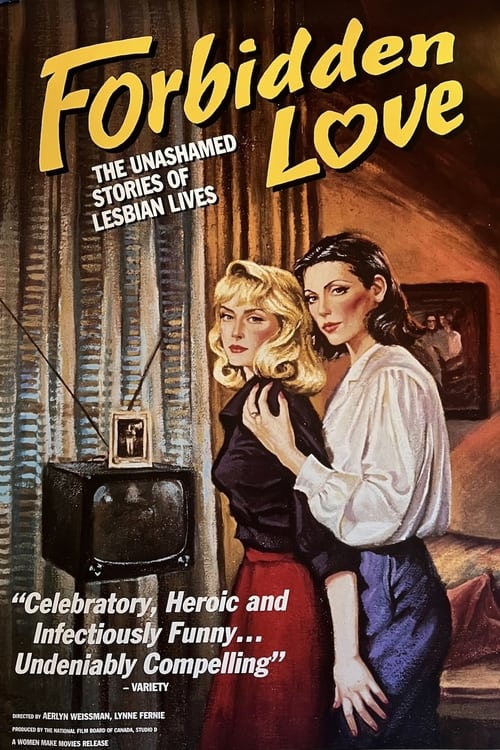 Forbidden
Love
THE UNASHAMED
STORIES OF
LESBIAN LIVES
“Celebratory, Heroic and
Infectiously Funny...
Undeniably Compelling”
– VARIETY
DIRECTED BY AERLYN WEISSMAN, LYNNE FERNIE
PRODUCED BY THE NATIONAL FILM BOARD OF CANADA, STUDIO D
A WOMEN MAKE MOVIES RELEASE